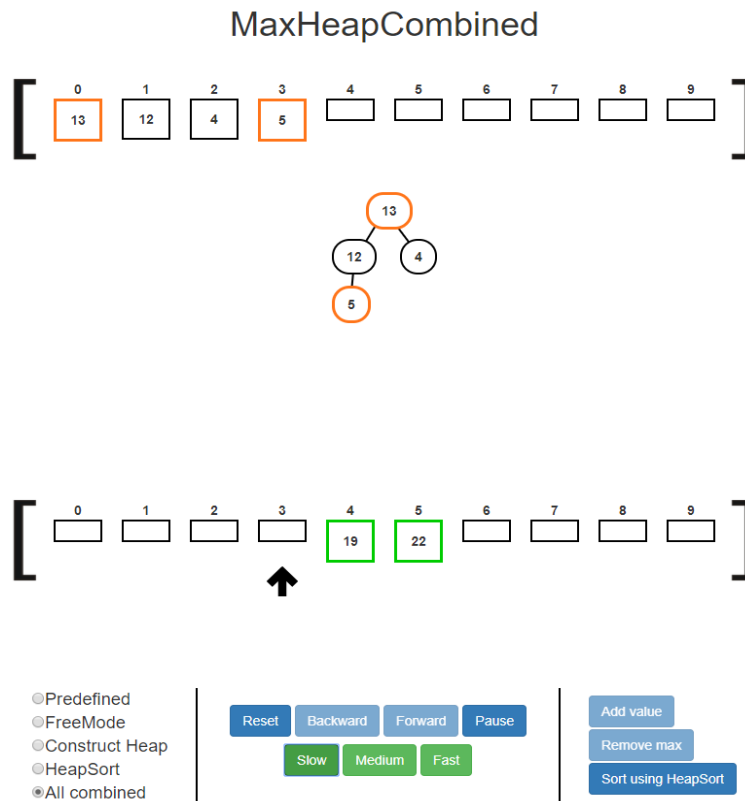 MaxHeapCombined
0 1 2 3 4 5 6 7 8 9
[ 13 12 4 5 ]
13
12 4
5
0 1 2 3 4 5 6 7 8 9
[ 19 22 ]
Predefined
FreeMode
Construct Heap
HeapSort
All combined
Reset Backward Forward Pause
Slow Medium Fast
Add value
Remove max
Sort using HeapSort